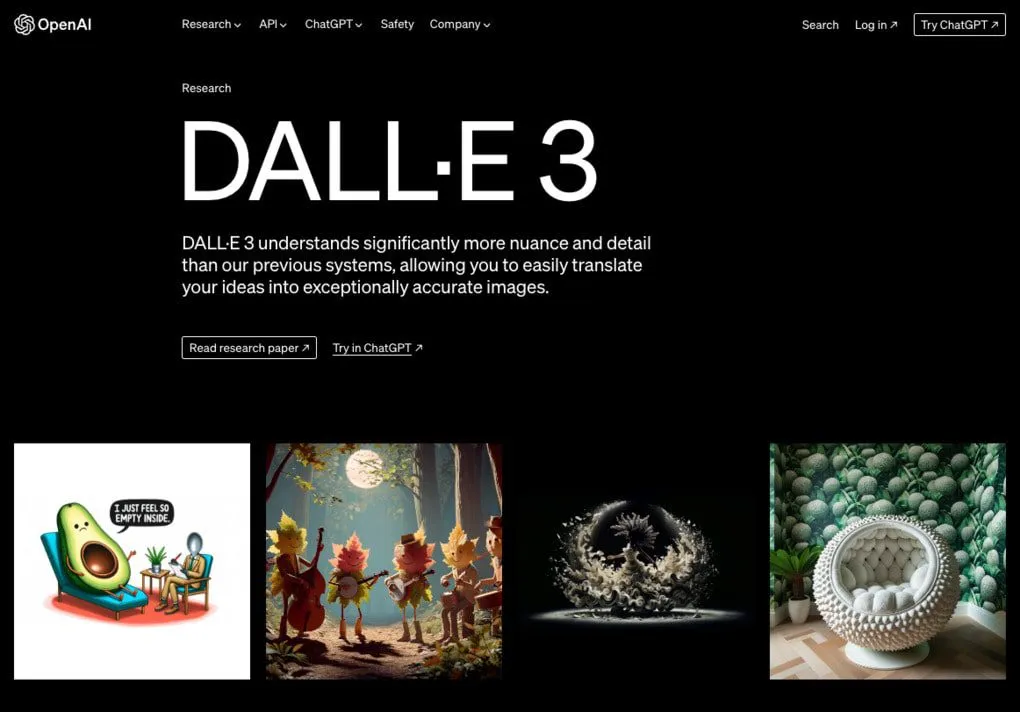 OpenAI
Research
API
ChatGPT
Safety
Company
Search
Log in ↗
Try ChatGPT ↗
Research
DALL·E 3
DALL·E 3 understands significantly more nuance and detail
than our previous systems, allowing you to easily translate
your ideas into exceptionally accurate images.
Read research paper ↗
Try in ChatGPT ↗
I JUST FEEL SO
EMPTY INSIDE.